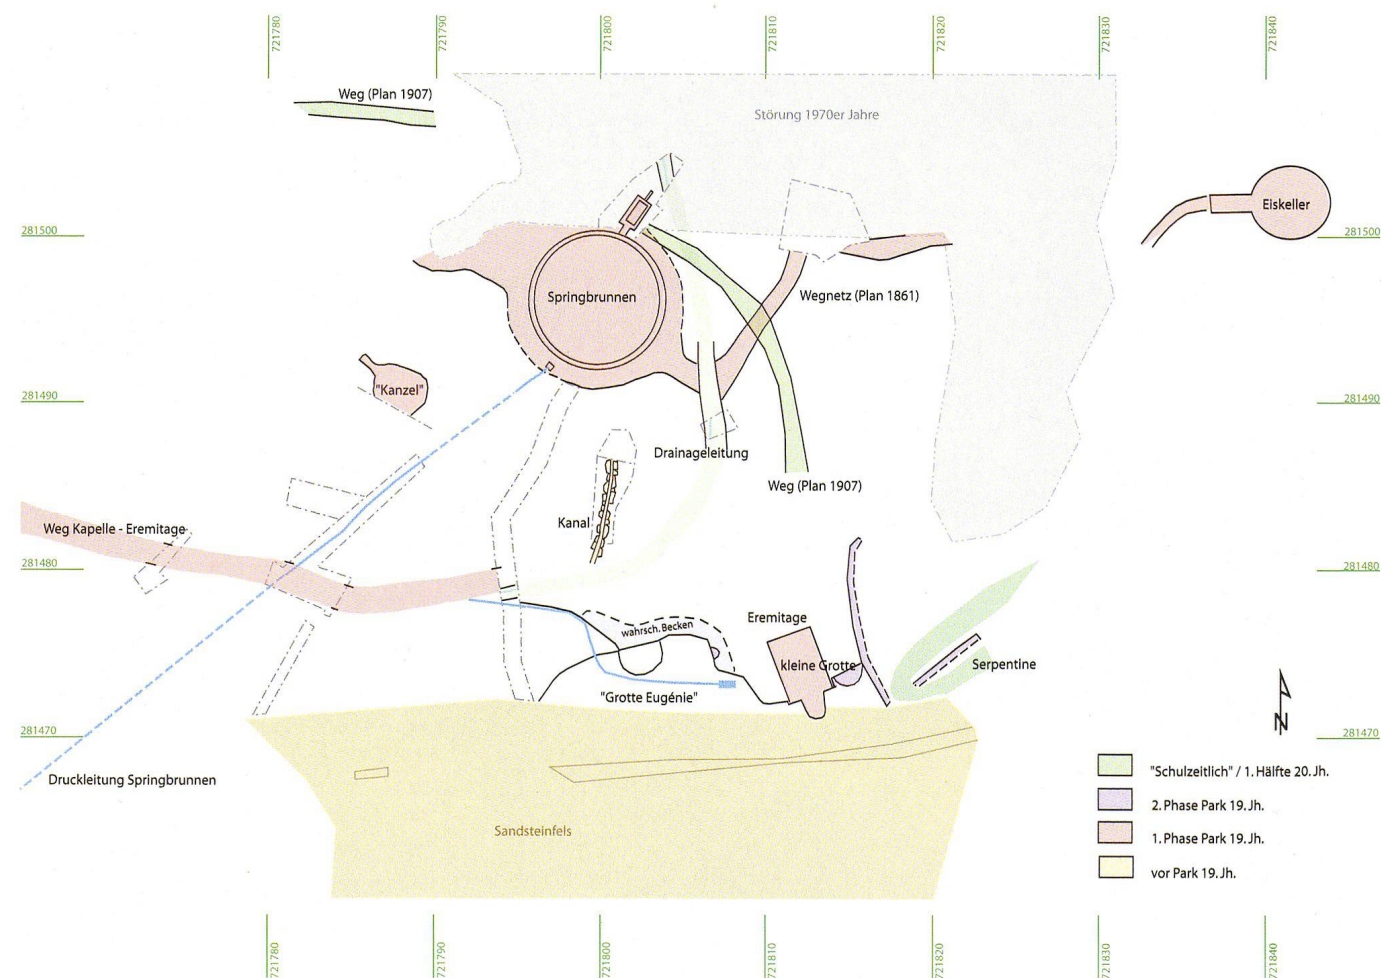 721780
721790
721800
721810
721820
721830
721840
Weg (Plan 1907)
Störung 1970er Jahre
Eiskeller
281500
281500
Springbrunnen
Wegnetz (Plan 1861)
"Kanzel"
281490
281490
Drainageleitung
Weg (Plan 1907)
Kanal
Weg Kapelle - Eremitage
281480
281480
Eremitage
wahrsch. Becken
kleine Grotte
Serpentine
"Grotte Eugénie"
N
281470
281470
Druckleitung Springbrunnen
"Schulzeitlich" / 1. Hälfte 20. Jh.
2. Phase Park 19. Jh.
Sandsteinfels
1. Phase Park 19. Jh.
vor Park 19. Jh.
721780
721790
721800
721810
721820
721830
721840